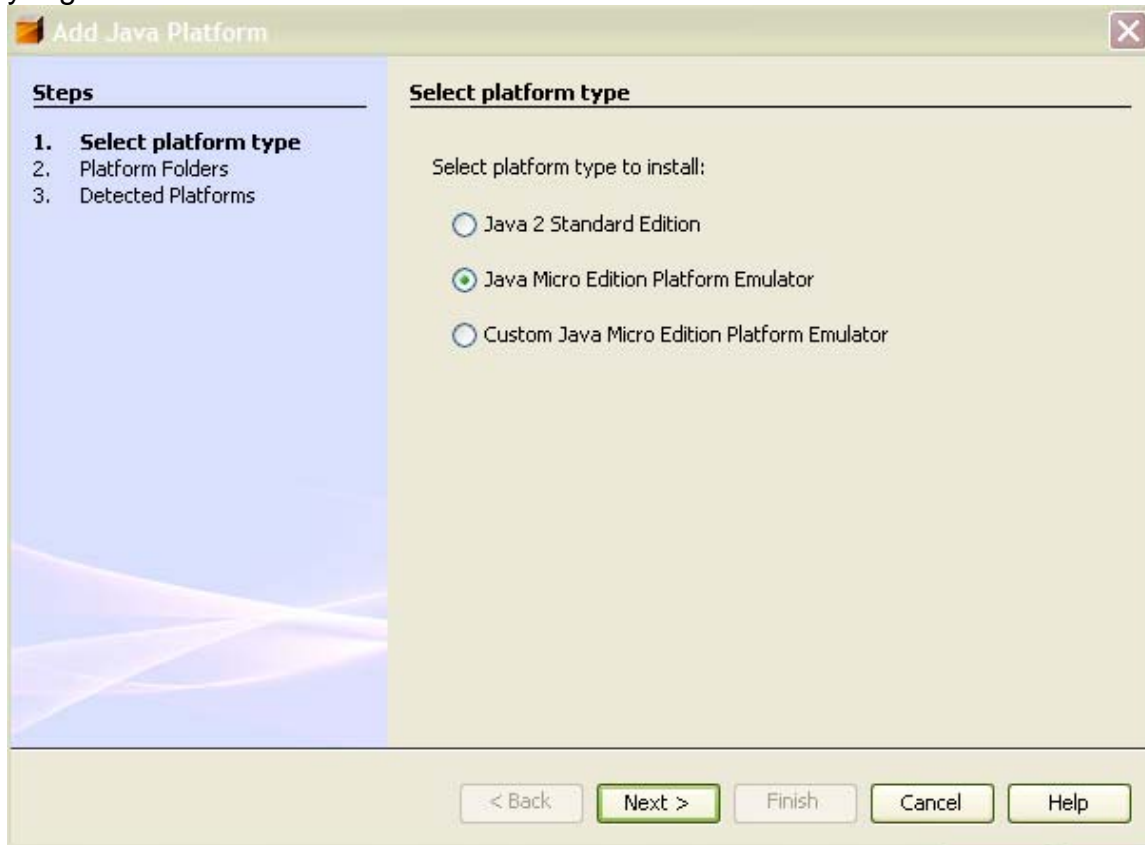 Add Java Platform
Steps
1. Select platform type
2. Platform Folders
3. Detected Platforms
Select platform type
Select platform type to install:
Java 2 Standard Edition
Java Micro Edition Platform Emulator
Custom Java Micro Edition Platform Emulator
< Back Next > Finish Cancel Help